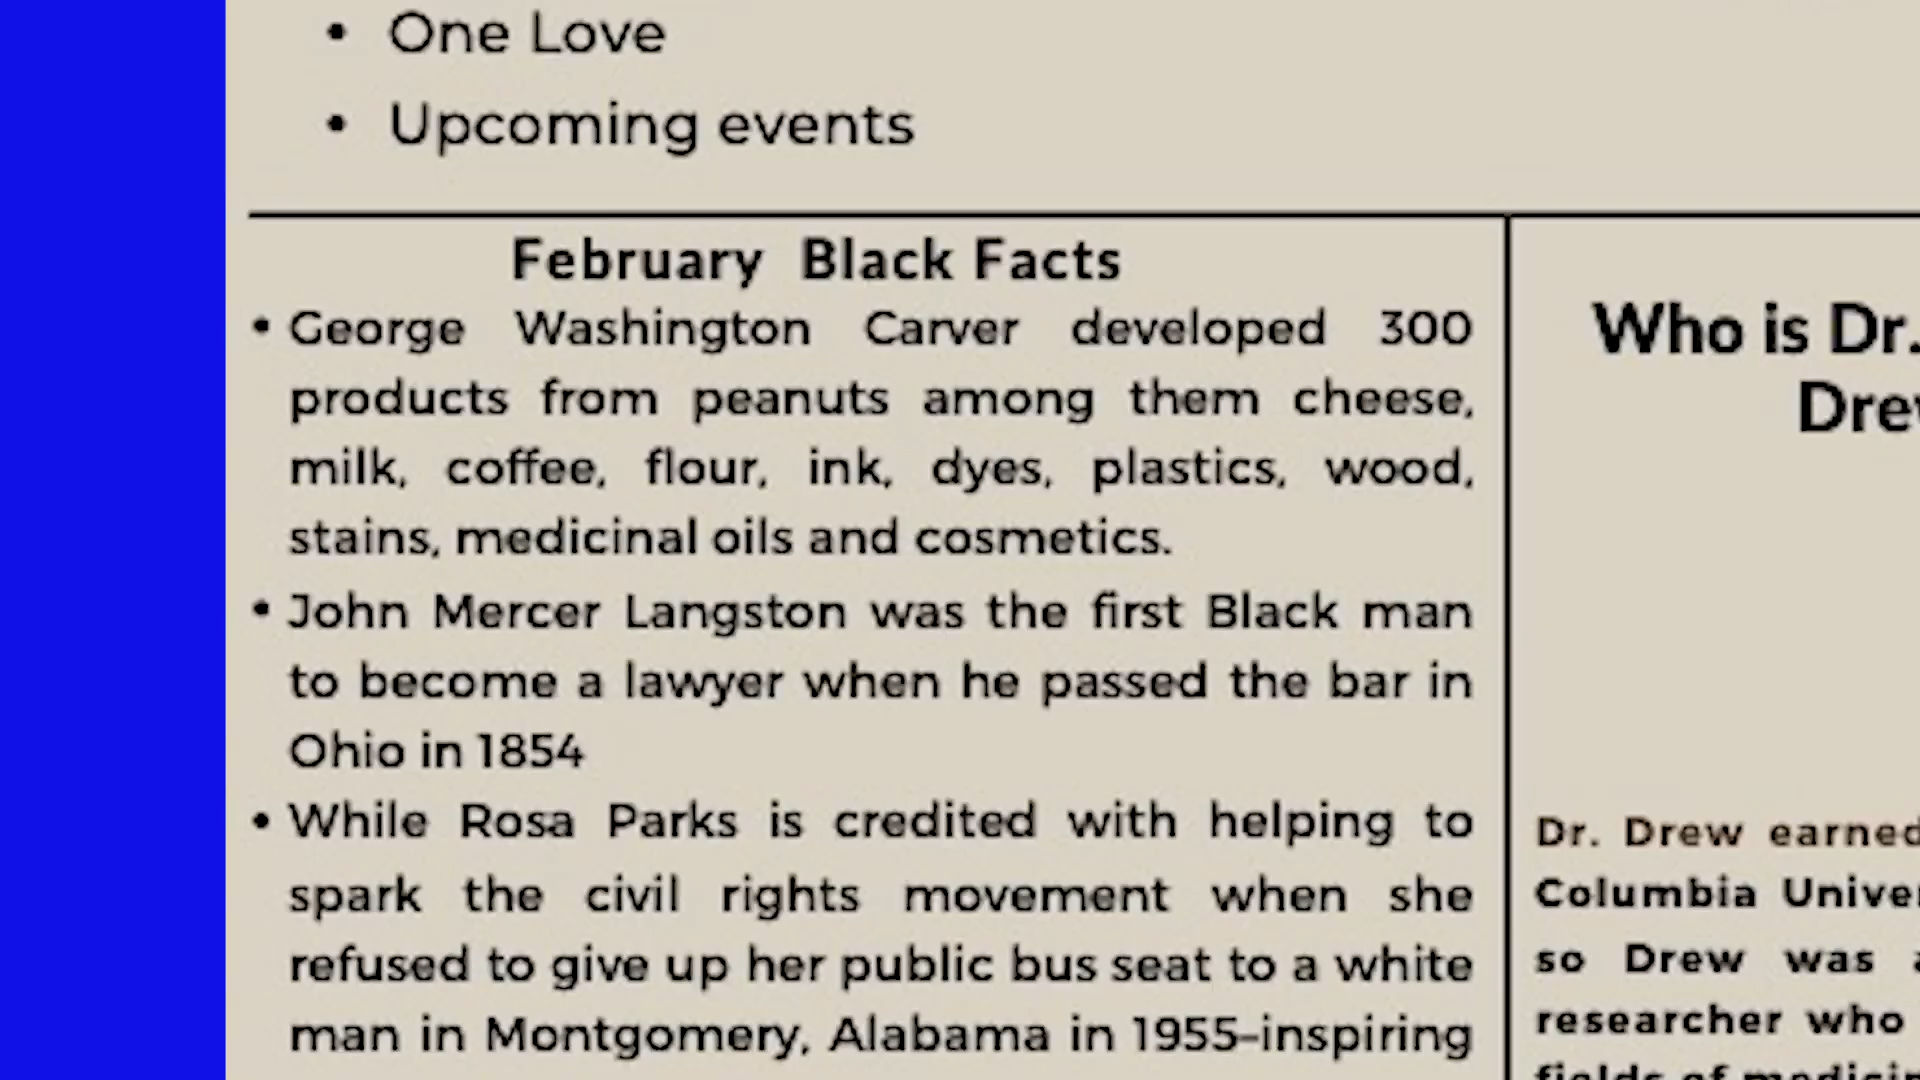 • One Love
• Upcoming events
February Black Facts
• George Washington Carver developed 300
products from peanuts among them cheese,
milk, coffee, flour, ink, dyes, plastics, wood,
stains, medicinal oils and cosmetics.
• John Mercer Langston was the first Black man
to become a lawyer when he passed the bar in
Ohio in 1854
• While Rosa Parks is credited with helping to
spark the civil rights movement when she
refused to give up her public bus seat to a white
man in Montgomery, Alabama in 1955–inspiring
Who is Dr.
Dr. Drew earned
so Drew was
researcher who